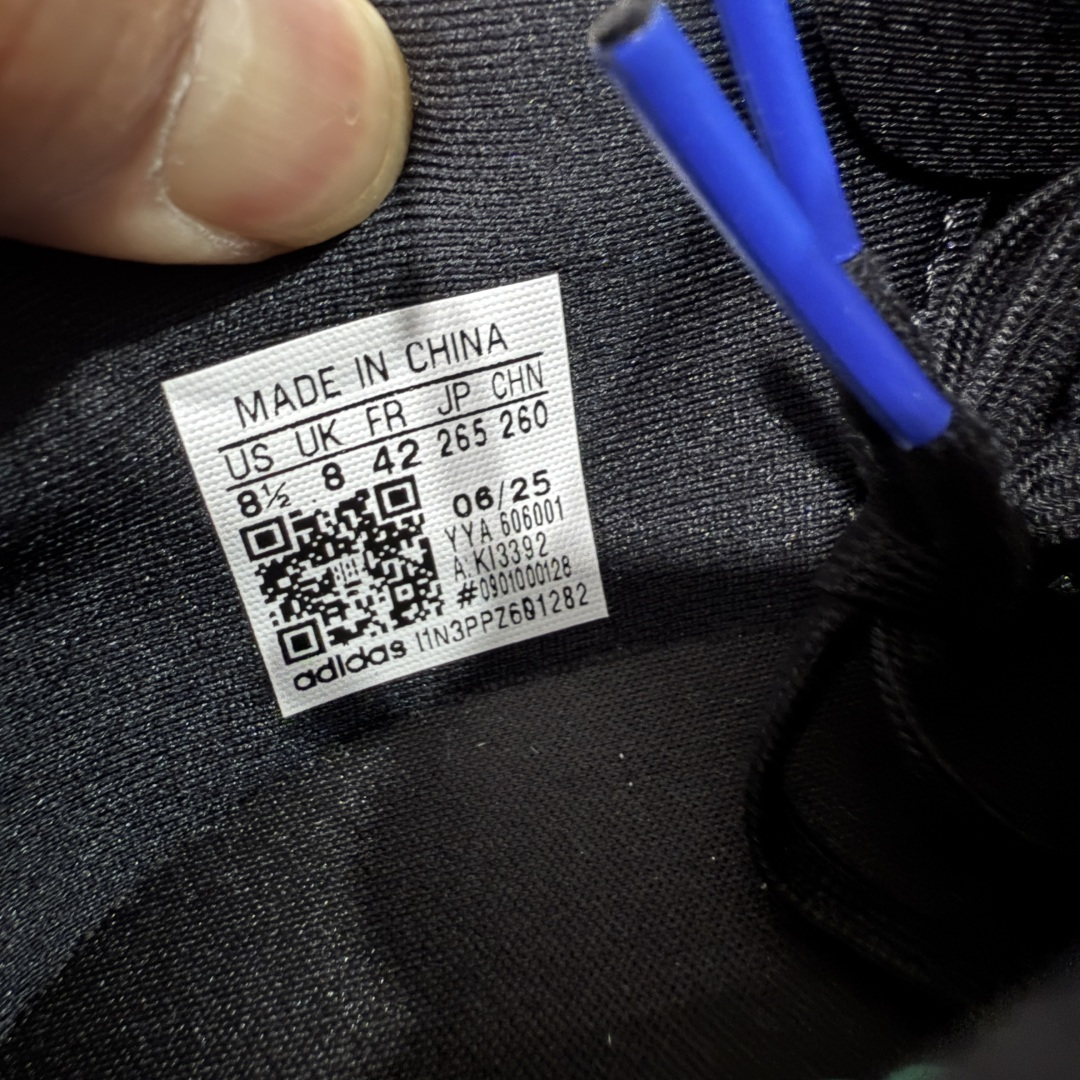 MADE IN CHINA
US UK FR JP CHN
8½ 8 42 265 260
06/25
YYA 606001
A: KI3392
#0901000128
adidas I1N3PPZ6Q1282